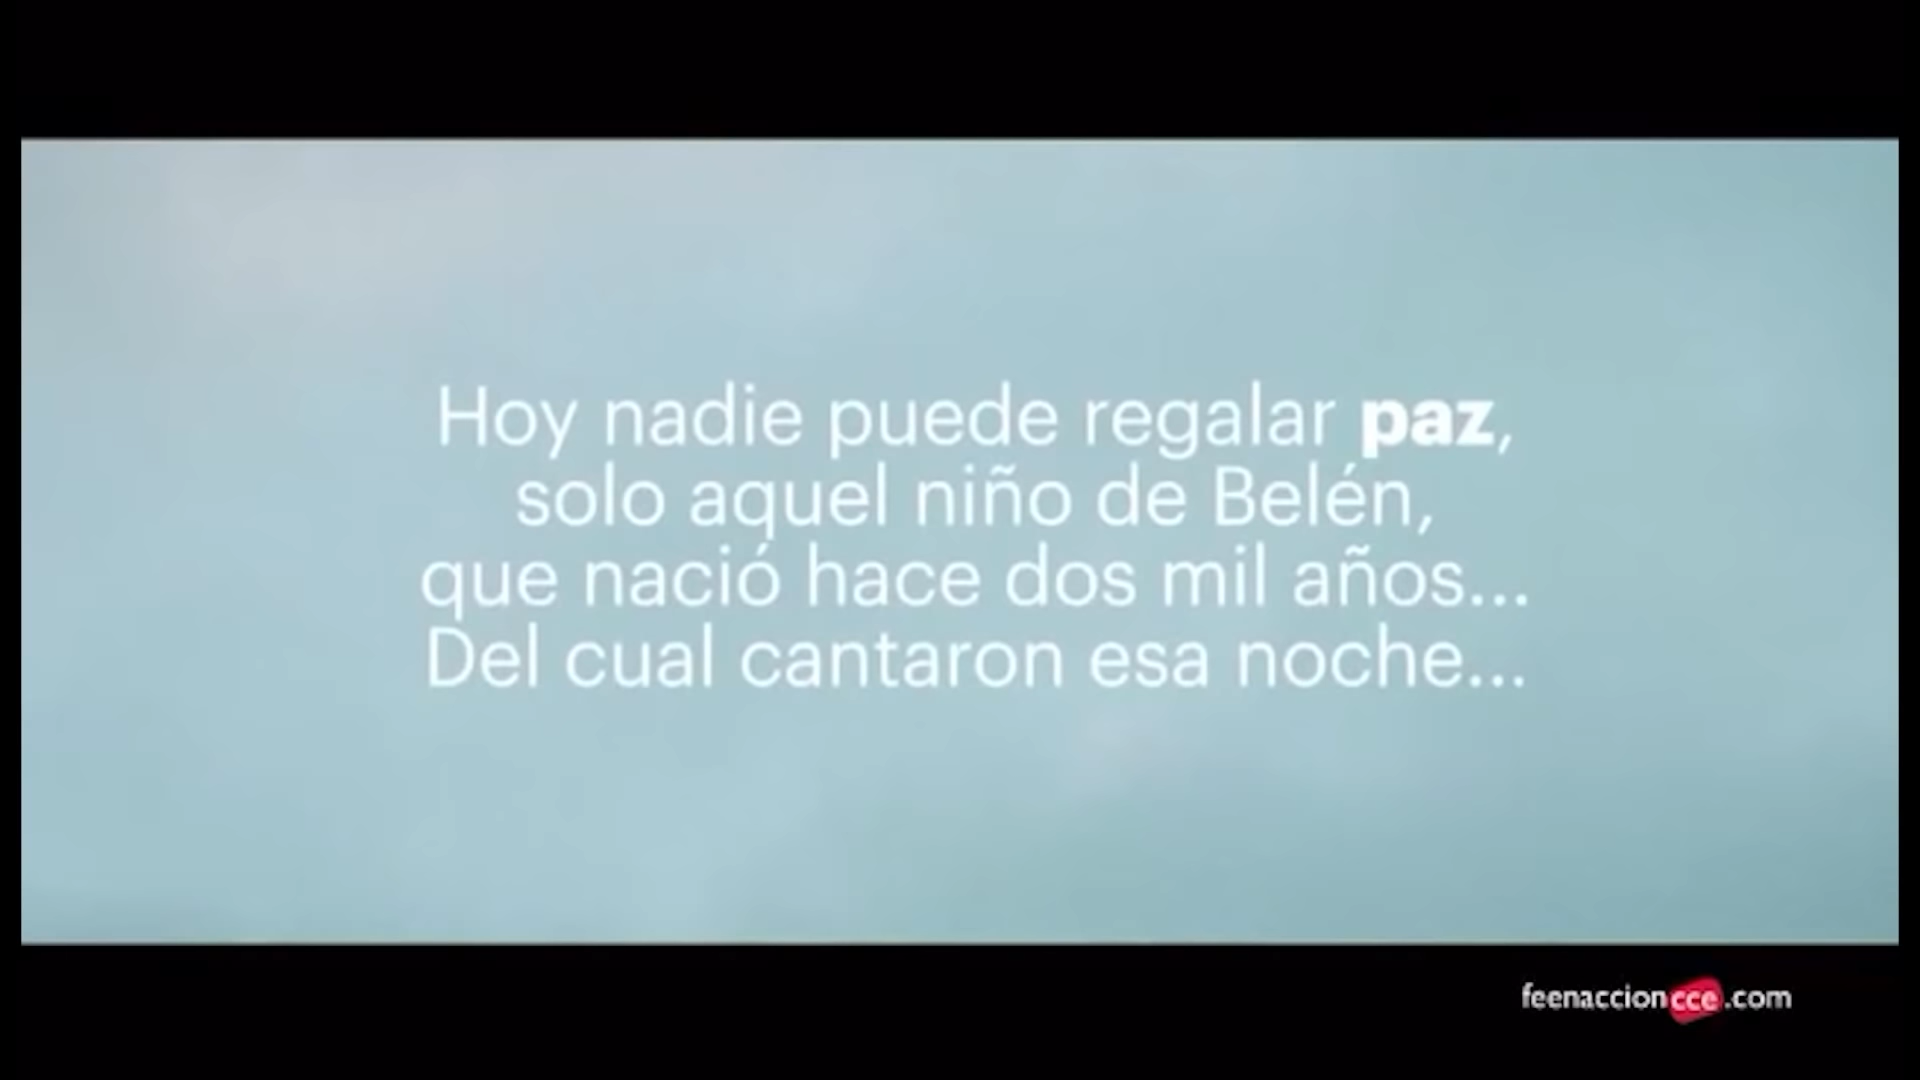 Hoy nadie puede regalar paz,
solo aquel niño de Belén,
que nació hace dos mil años...
Del cual cantaron esa noche...
feenaccioncce.com